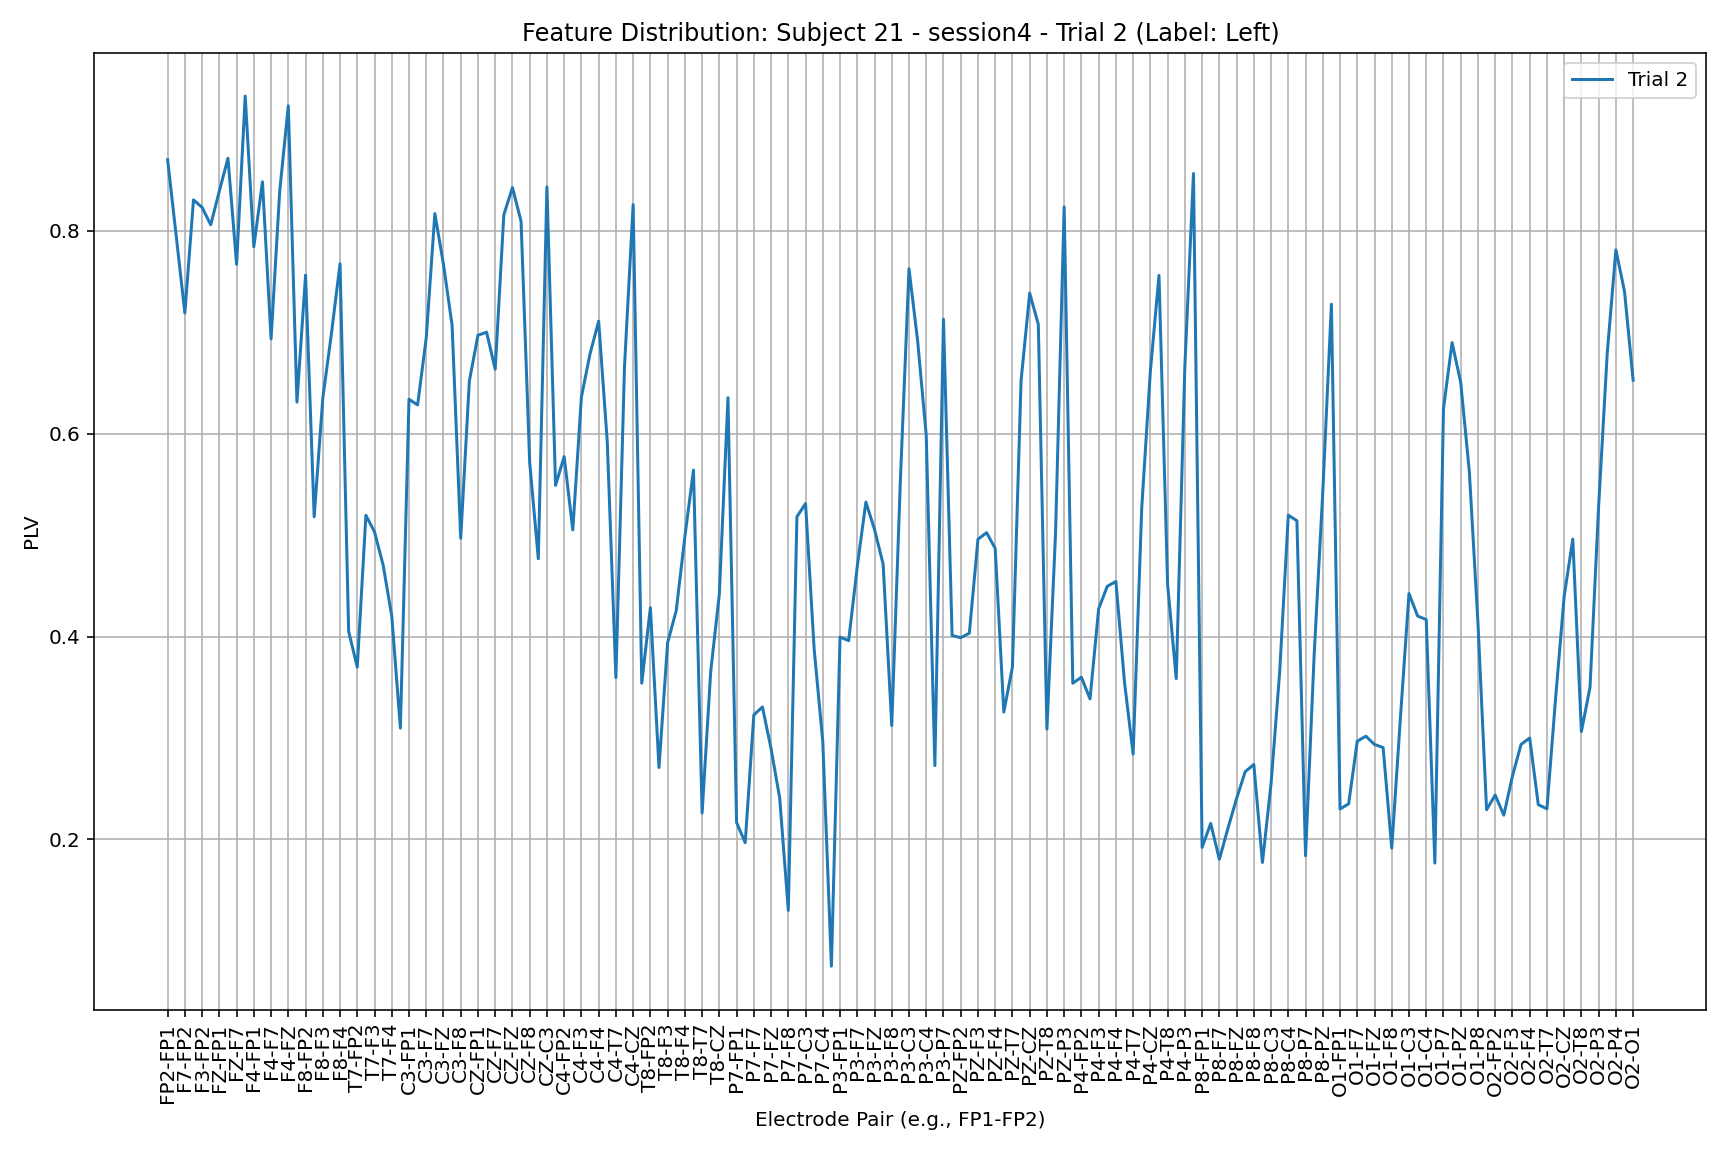 Feature Distribution: Subject 21 - session4 - Trial 2 (Label: Left)
Trial 2
PLV
0.8
0.6
0.4
0.2
FP2-FP1
F7-FP2
F3-FP2
FZ-FP1
FZ-F7
F4-FP1
F4-F7
F4-FZ
F8-FP2
F8-F3
F8-F4
T7-FP2
T7-F3
T7-F4
C3-FP1
C3-F7
C3-FZ
C3-F8
CZ-FP1
CZ-F7
CZ-FZ
CZ-F8
CZ-C3
C4-FP2
C4-F3
C4-F4
C4-T7
C4-CZ
T8-FP2
T8-F3
T8-F4
T8-T7
T8-CZ
P7-FP1
P7-F7
P7-FZ
P7-F8
P7-C3
P7-C4
P3-FP1
P3-F7
P3-FZ
P3-F8
P3-C3
P3-C4
P3-P7
PZ-FP2
PZ-F3
PZ-F4
PZ-T7
PZ-CZ
PZ-T8
PZ-P3
P4-FP2
P4-F3
P4-F4
P4-T7
P4-CZ
P4-T8
P4-P3
P8-FP1
P8-F7
P8-FZ
P8-F8
P8-C3
P8-C4
P8-P7
P8-PZ
O1-FP1
O1-F7
O1-FZ
O1-F8
O1-C3
O1-C4
O1-P7
O1-PZ
O1-P8
O2-FP2
O2-F3
O2-F4
O2-T7
O2-CZ
O2-T8
O2-P3
O2-P4
O2-O1
Electrode Pair (e.g., FP1-FP2)